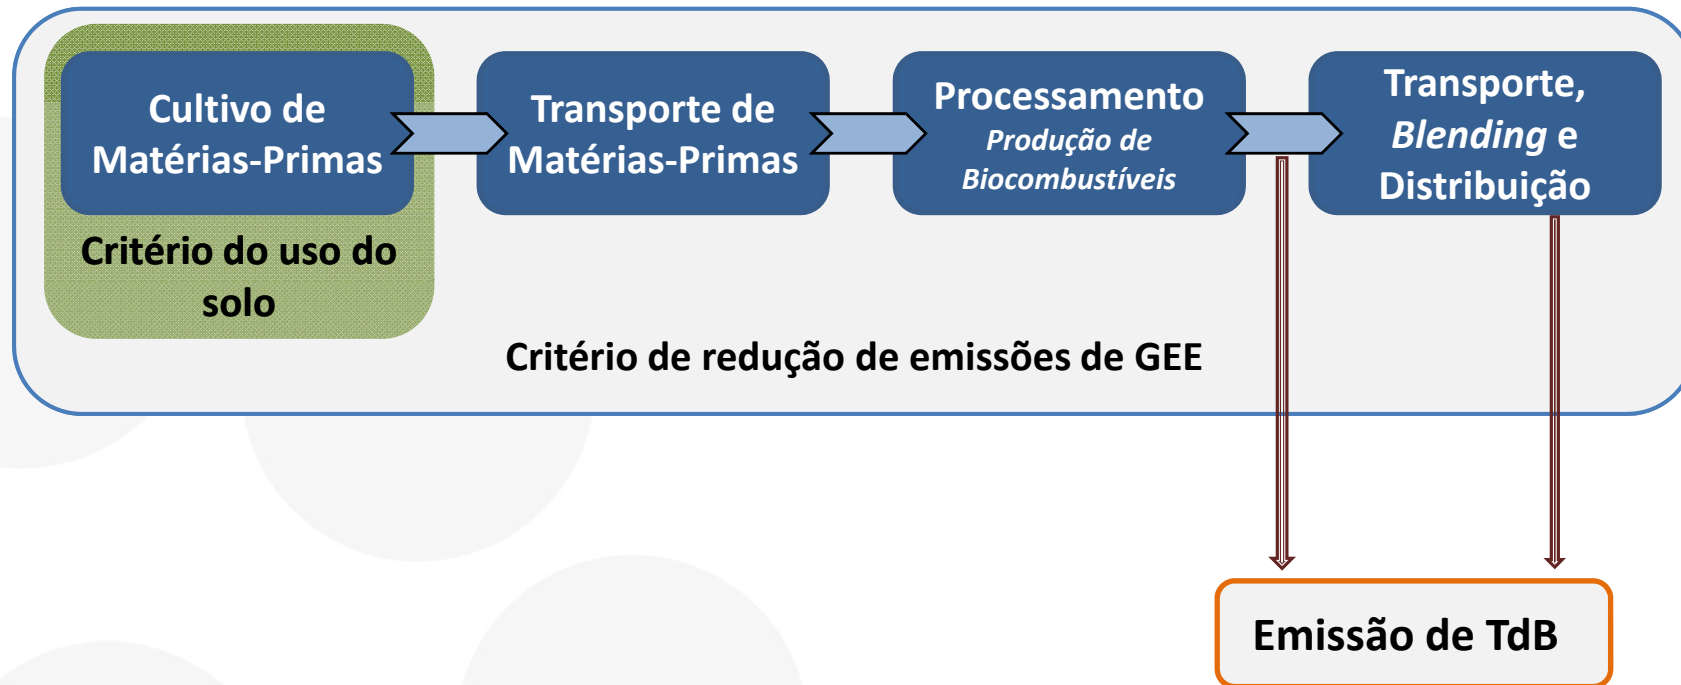 Cultivo de
Matérias-Primas
Transporte de
Matérias-Primas
Processamento
Produção de
Biocombustíveis
Transporte,
Blending e
Distribuição
Critério do uso do
solo
Critério de redução de emissões de GEE
Emissão de TdB